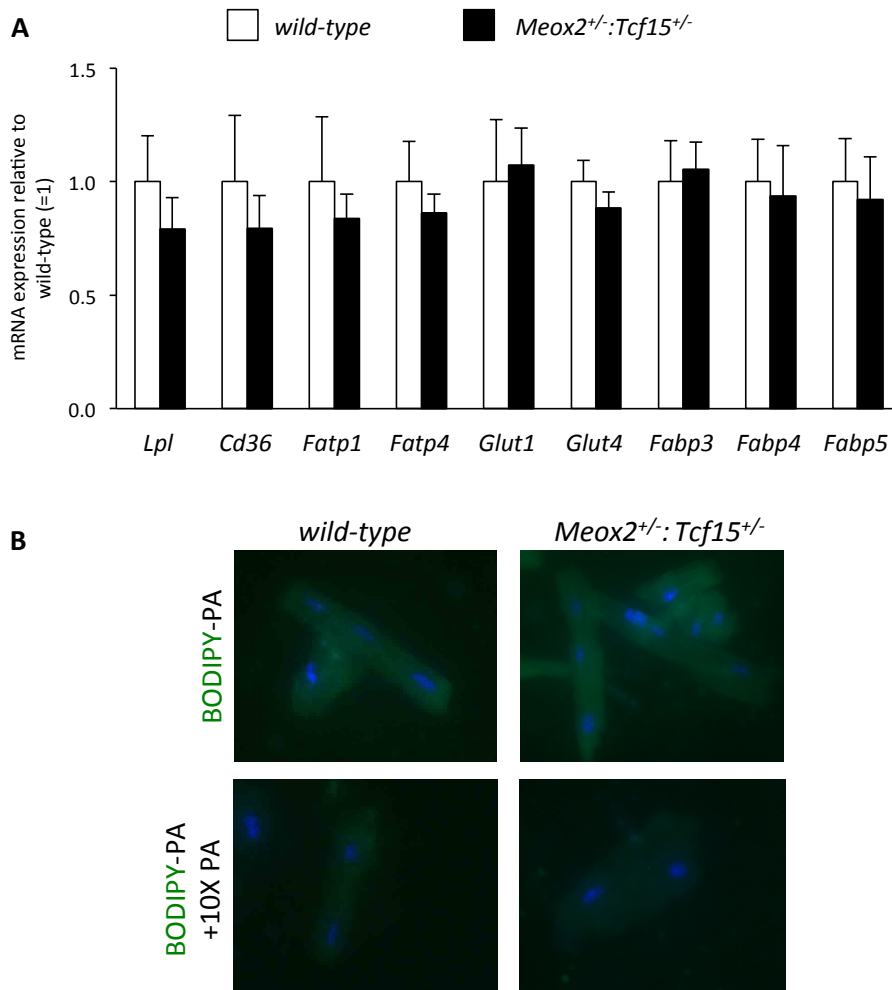 A
wild-type Meox2+/-:Tcf15+/-
mRNA expression relative to
wild-type (=1)
1.5
1.0
0.5
0.0
Lpl Cd36 Fatp1 Fatp4 Glut1 Glut4 Fabp3 Fabp4 Fabp5
B
wild-type Meox2+/-: Tcf15+/-
BODIPY-PA
BODIPY-PA
+10X PA